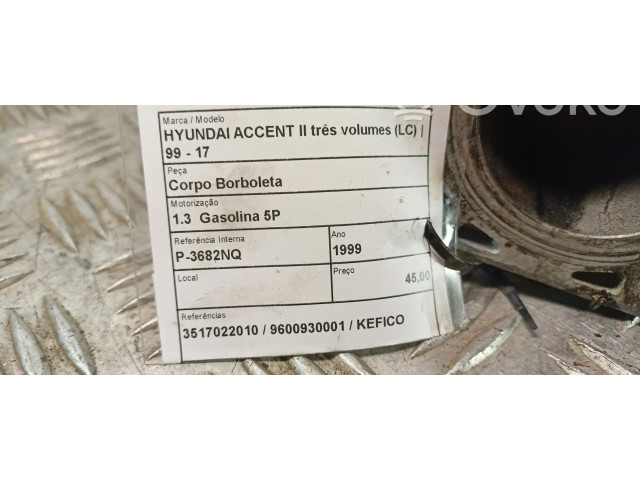 Marca / Modelo
HYUNDAI ACCENT II três volumes (LC) |
99 - 17
Peça
Corpo Borboleta
Motorização
1.3 Gasolina 5P
Referência Interna
P-3682NQ
Ano
1999
Local
Preço
45,00
Referências
3517022010 / 9600930001 / KEFICO